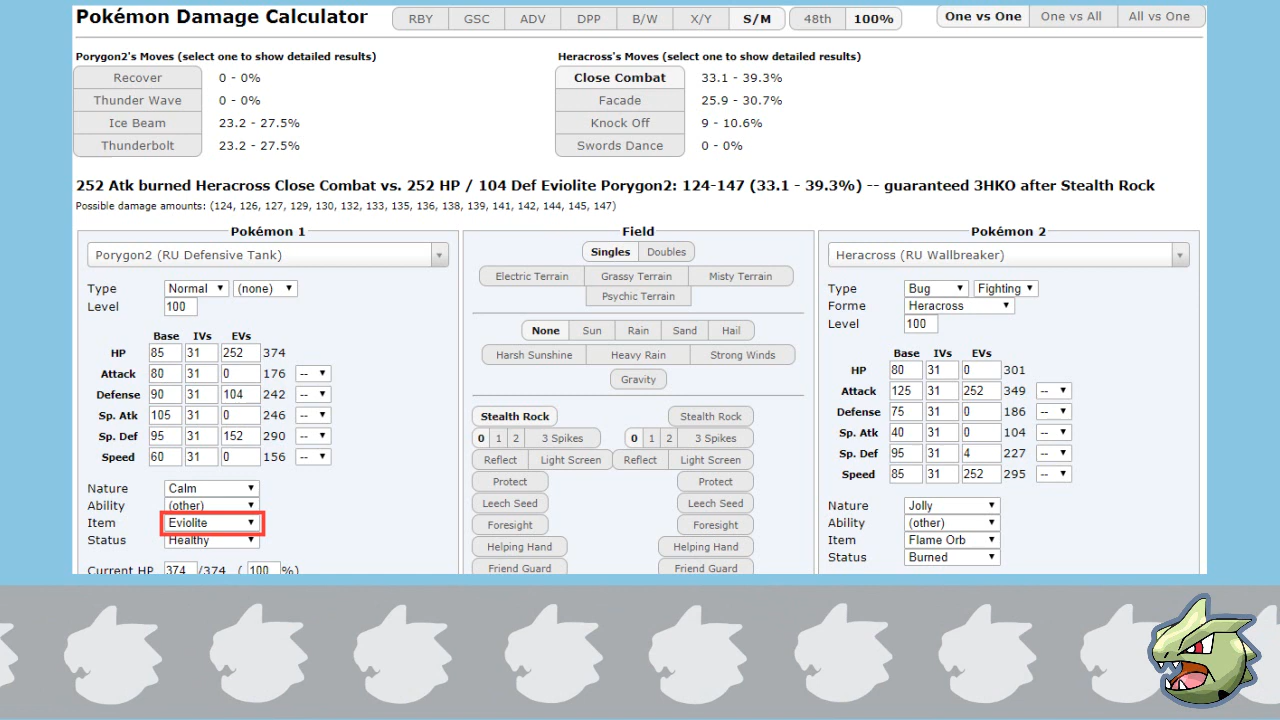 Pokémon Damage Calculator
RBY GSC ADV DPP B/W X/Y S/M 48th 100% One vs One One vs All All vs One
Porygon2's Moves (select one to show detailed results)
Recover 0 - 0%
Thunder Wave 0 - 0%
Ice Beam 23.2 - 27.5%
Thunderbolt 23.2 - 27.5%
Heracross's Moves (select one to show detailed results)
Close Combat 33.1 - 39.3%
Facade 25.9 - 30.7%
Knock Off 9 - 10.6%
Swords Dance 0 - 0%
252 Atk burned Heracross Close Combat vs. 252 HP / 104 Def Eviolite Porygon2: 124-147 (33.1 - 39.3%) -- guaranteed 3HKO after Stealth Rock
Possible damage amounts: (124, 126, 127, 129, 130, 132, 133, 135, 136, 138, 139, 141, 142, 144, 145, 147)
Pokémon 1
Porygon2 (RU Defensive Tank)
Type Normal (none)
Level 100
Base IVs EVs
HP 85 31 252 374
Attack 80 31 0 176 --
Defense 90 31 104 242 --
Sp. Atk 105 31 0 246 --
Sp. Def 95 31 152 290 --
Speed 60 31 0 156 --
Nature Calm
Ability (other)
Item Eviolite
Status Healthy
Current HP 374 /374 ( 100 %)
Field
Singles Doubles
Electric Terrain Grassy Terrain Misty Terrain
Psychic Terrain
None Sun Rain Sand Hail
Harsh Sunshine Heavy Rain Strong Winds
Gravity
Stealth Rock Stealth Rock
0 1 2 3 Spikes 0 1 2 3 Spikes
Reflect Light Screen Reflect Light Screen
Protect Protect
Leech Seed Leech Seed
Foresight Foresight
Helping Hand Helping Hand
Friend Guard Friend Guard
Pokémon 2
Heracross (RU Wallbreaker)
Type Bug Fighting
Forme Heracross
Level 100
Base IVs EVs
HP 80 31 0 301
Attack 125 31 252 349 --
Defense 75 31 0 186 --
Sp. Atk 40 31 0 104 --
Sp. Def 95 31 4 227 --
Speed 85 31 252 295 --
Nature Jolly
Ability (other)
Item Flame Orb
Status Burned